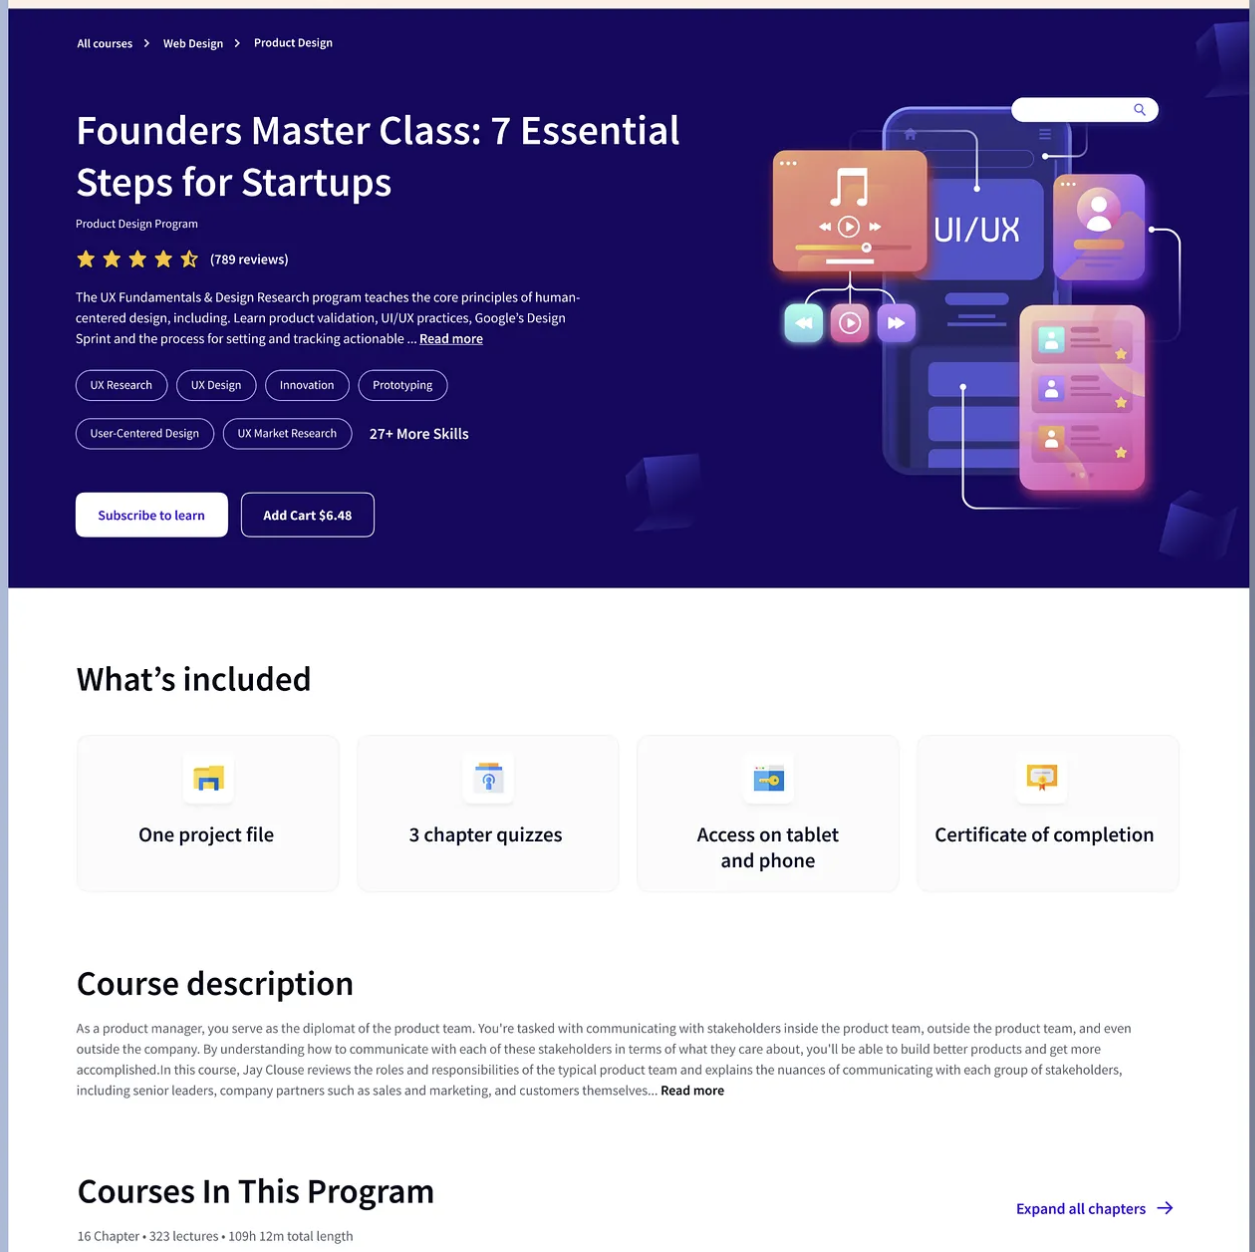 All courses > Web Design > Product Design
Founders Master Class: 7 Essential
Steps for Startups
Product Design Program
(789 reviews)
The UX Fundamentals & Design Research program teaches the core principles of human-
centered design, including. Learn product validation, UI/UX practices, Google's Design
Sprint and the process for setting and tracking actionable ... Read more
UX Research UX Design Innovation Prototyping
User-Centered Design UX Market Research 27+ More Skills
Subscribe to learn Add Cart $6.48
UI/UX
What's included
One project file
3 chapter quizzes
Access on tablet
and phone
Certificate of completion
Course description
As a product manager, you serve as the diplomat of the product team. You're tasked with communicating with stakeholders inside the product team, outside the product team, and even
outside the company. By understanding how to communicate with each of these stakeholders in terms of what they care about, you'll be able to build better products and get more
accomplished.In this course, Jay Clouse reviews the roles and responsibilities of the typical product team and explains the nuances of communicating with each group of stakeholders,
including senior leaders, company partners such as sales and marketing, and customers themselves... Read more
Courses In This Program
Expand all chapters →
16 Chapter • 323 lectures • 109h 12m total length